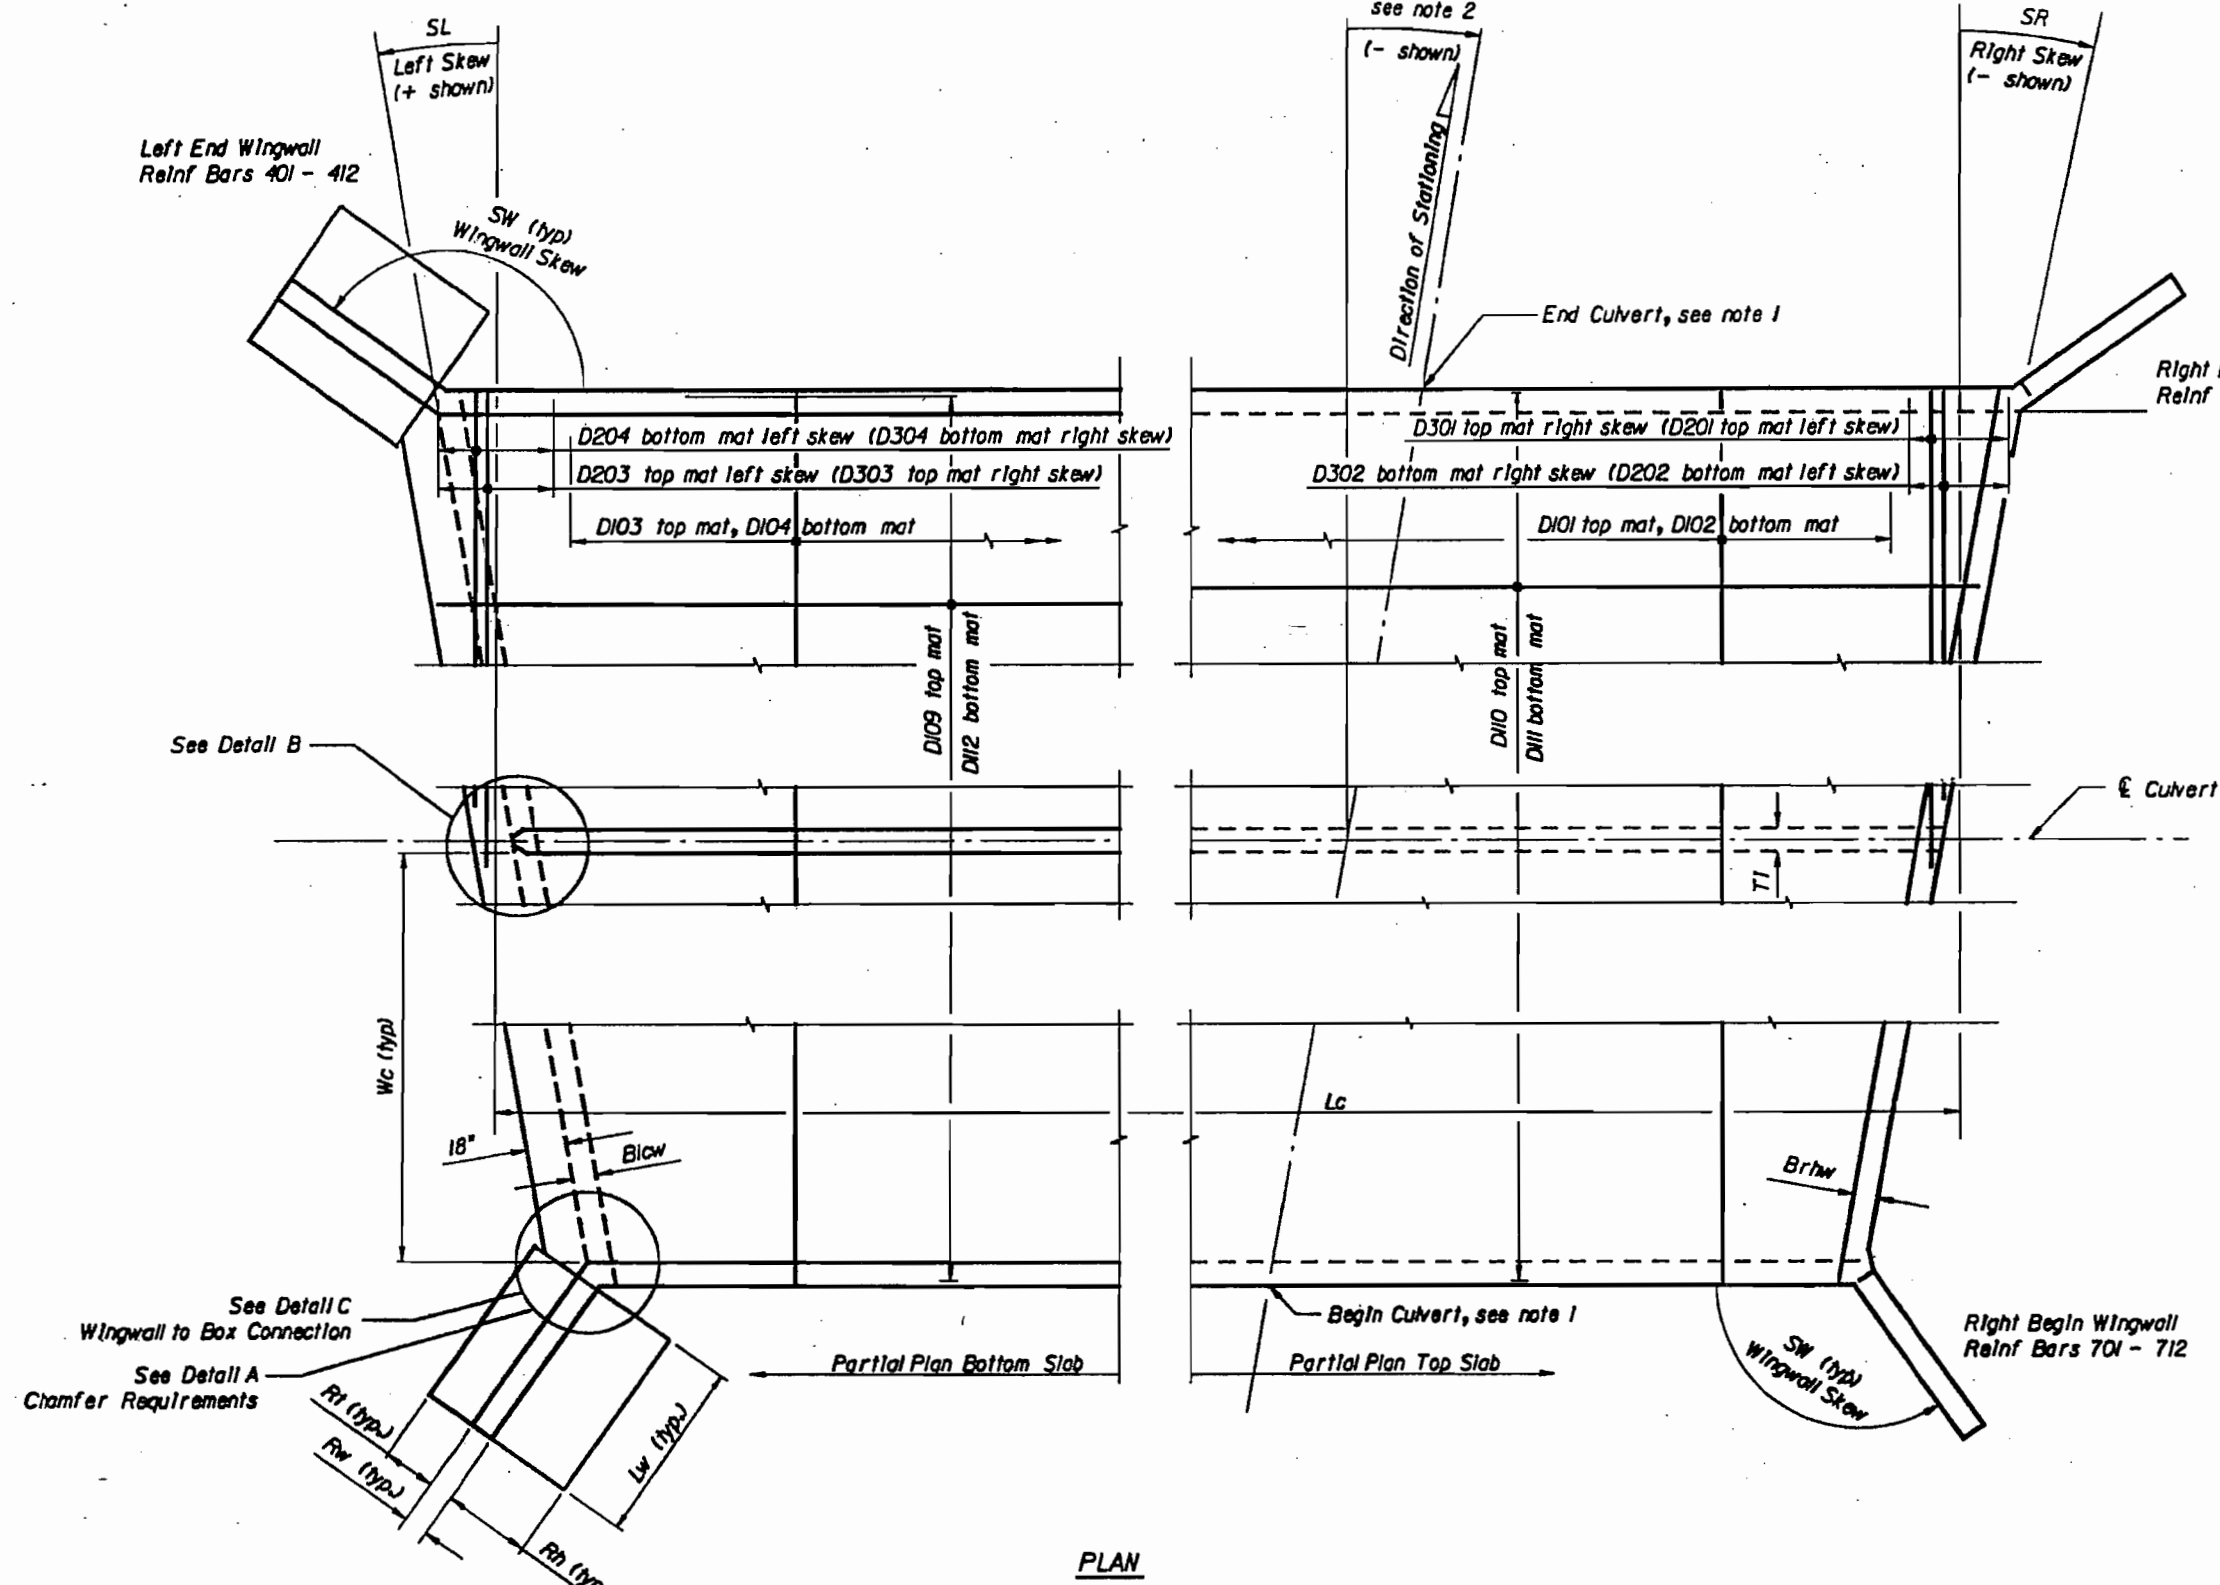 see note 2
(- shown)
SL
Left Skew
(+ shown)
SR
Right Skew
(- shown)
Left End Wingwall
Reinf Bars 401 - 412
SW (typ)
Wingwall Skew
Direction of Stationing
End Culvert, see note 1
Right
Reinf
D204 bottom mat left skew (D304 bottom mat right skew)
D203 top mat left skew (D303 top mat right skew)
D103 top mat, D104 bottom mat
D301 top mat right skew (D201 top mat left skew)
D302 bottom mat right skew (D202 bottom mat left skew)
D101 top mat, D102 bottom mat
D109 top mat
D112 bottom mat
D110 top mat
D111 bottom mat
See Detail B
℄ Culvert
T1
Wc (typ)
Lc
18"
Blcw
Brhw
See Detail C
Wingwall to Box Connection
See Detail A
Chamfer Requirements
Begin Culvert, see note 1
Partial Plan Bottom Slab
Partial Plan Top Slab
SW (typ)
Wingwall Skew
Right Begin Wingwall
Reinf Bars 701 - 712
Rt (typ.)
Rw (typ.)
Rh (typ
Lw (typ.)
PLAN